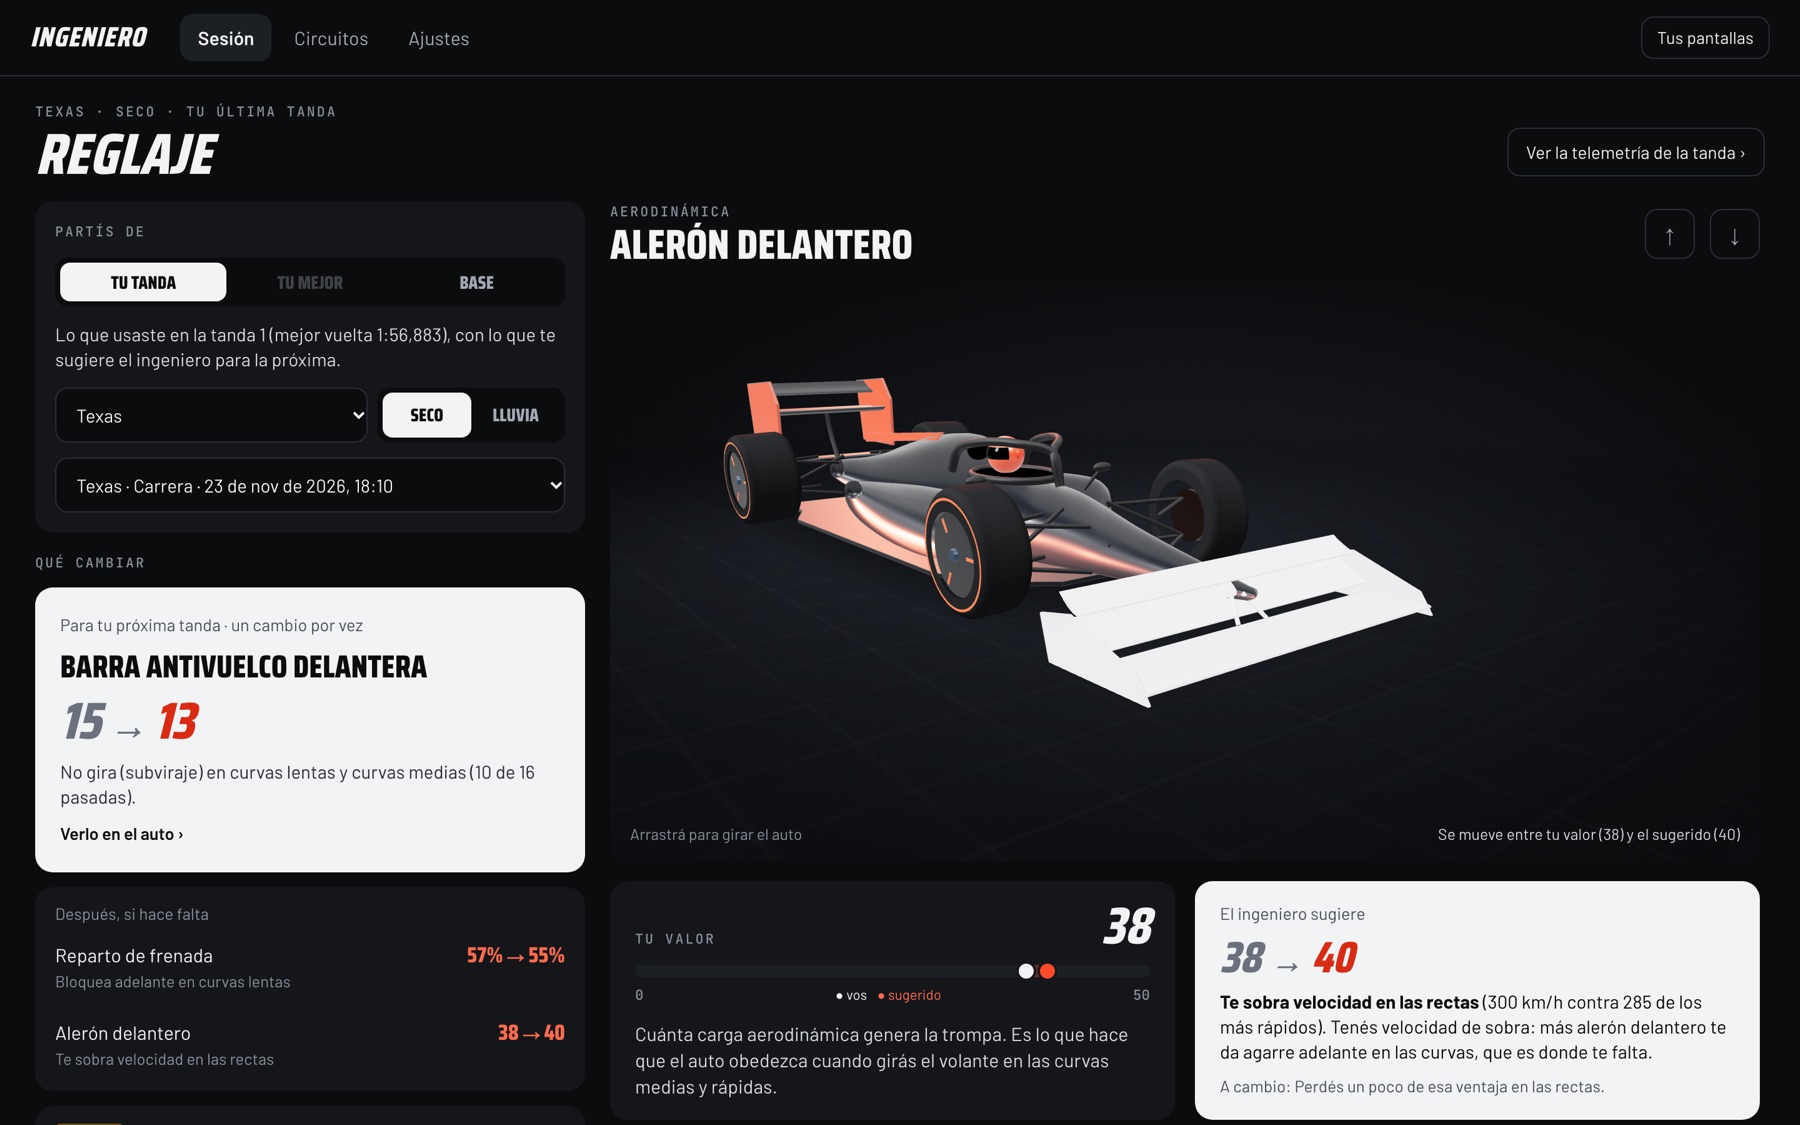 INGENIERO
Sesión
Circuitos
Ajustes
Tus pantallas
TEXAS · SECO · TU ÚLTIMA TANDA
REGLAJE
Ver la telemetría de la tanda ›
PARTÍS DE
TU TANDA
TU MEJOR
BASE
Lo que usaste en la tanda 1 (mejor vuelta 1:56,883), con lo que te
sugiere el ingeniero para la próxima.
Texas
SECO
LLUVIA
Texas · Carrera · 23 de nov de 2026, 18:10
QUÉ CAMBIAR
Para tu próxima tanda · un cambio por vez
BARRA ANTIVUELCO DELANTERA
15 → 13
No gira (subviraje) en curvas lentas y curvas medias (10 de 16
pasadas).
Verlo en el auto ›
Después, si hace falta
Reparto de frenada
57% → 55%
Bloquea adelante en curvas lentas
Alerón delantero
38 → 40
Te sobra velocidad en las rectas
AERODINÁMICA
ALERÓN DELANTERO
↑
↓
Arrastrá para girar el auto
Se mueve entre tu valor (38) y el sugerido (40)
TU VALOR
38
0
• vos
• sugerido
50
Cuánta carga aerodinámica genera la trompa. Es lo que hace
que el auto obedezca cuando girás el volante en las curvas
medias y rápidas.
El ingeniero sugiere
38 → 40
Te sobra velocidad en las rectas (300 km/h contra 285 de los
más rápidos). Tenés velocidad de sobra: más alerón delantero te
da agarre adelante en las curvas, que es donde te falta.
A cambio: Perdés un poco de esa ventaja en las rectas.